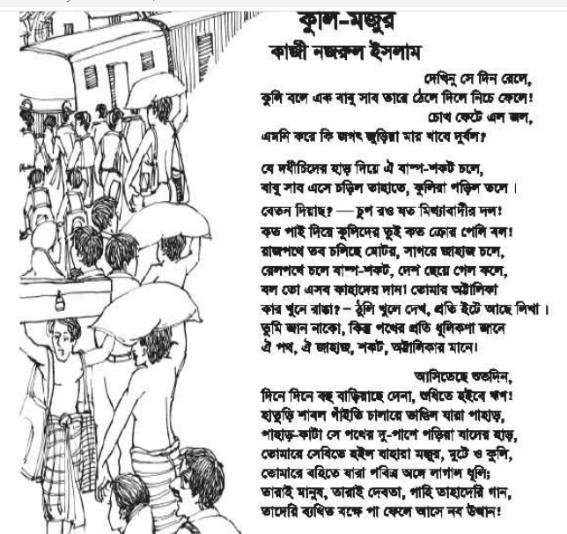 কুলি-মজুর
কাজী নজরুল ইসলাম
দেখিনু সে দিন রেলে,
কুলি বলে এক বাবু সাব তারে ঠেলে দিলে নিচে ফেলে!
চোখ ফেটে এল জল,
এমনি করে কি জগৎ জুড়িয়া মার খাবে দুর্বল?
যে দধীচিদের হাড় দিয়ে ঐ বাষ্প-শকট চলে,
বাবু সাব এসে চড়িল তাহাতে, কুলিরা পড়িল তলে।
বেতন দিয়াছ? — চুপ রও যত মিথ্যাবাদীর দল!
কত পাই দিয়ে কুলিদের তুই কত ক্রোর পেলি বল!
রাজপথে তব চলিছে মোটর, সাগরে জাহাজ চলে,
রেলপথে চলে বাষ্প-শকট, দেশ ছেয়ে গেল কলে,
বল তো এসব কাহাদের দান! তোমার অট্টালিকা
কার খুনে রাঙা? – ঠুলি খুলে দেখ, প্রতি ইটে আছে লিখা।
তুমি জান নাকো, কিন্তু পথের প্রতি ধূলিকণা জানে
ঐ পথ, ঐ জাহাজ, শকট, অট্টালিকার মানে।
আসিতেছে শুভদিন,
দিনে দিনে বহু বাড়িয়াছে দেনা, শুধিতে হইবে ঋণ!
হাতুড়ি শাবল গাঁইতি চালায়ে ভাঙিল যারা পাহাড়,
পাহাড়-কাটা সে পথের দু-পাশে পড়িয়া যাদের হাড়,
তোমারে সেবিতে হইল যাহারা মজুর, মুটে ও কুলি,
তোমারে বহিতে যারা পবিত্র অঙ্গে লাগাল ধূলি;
তারাই মানুষ, তারাই দেবতা, গাহি তাহাদেরি গান,
তাদেরি ব্যথিত বক্ষে পা ফেলে আসে নব উত্থান!